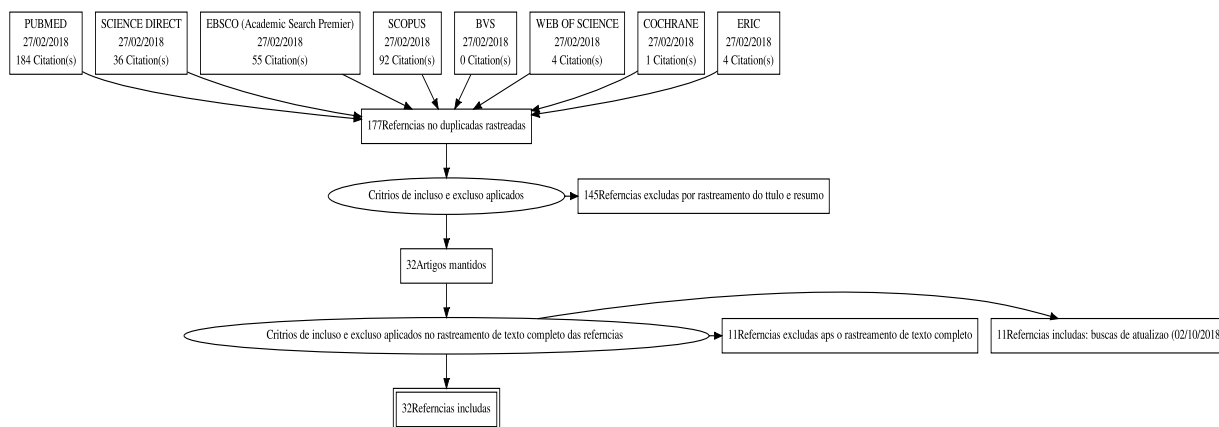 PUBMED
27/02/2018
184 Citation(s)
SCIENCE DIRECT
27/02/2018
36 Citation(s)
EBSCO (Academic Search Premier)
27/02/2018
55 Citation(s)
SCOPUS
27/02/2018
92 Citation(s)
BVS
27/02/2018
0 Citation(s)
WEB OF SCIENCE
27/02/2018
4 Citation(s)
COCHRANE
27/02/2018
1 Citation(s)
ERIC
27/02/2018
4 Citation(s)
177Referncias no duplicadas rastreadas
Critrios de incluso e excluso aplicados
145Referncias excludas por rastreamento do ttulo e resumo
32Artigos mantidos
Critrios de incluso e excluso aplicados no rastreamento de texto completo das referncias
11Referncias excludas aps o rastreamento de texto completo
11Referncias includas: buscas de atualizao (02/10/2018
32Referncias includas